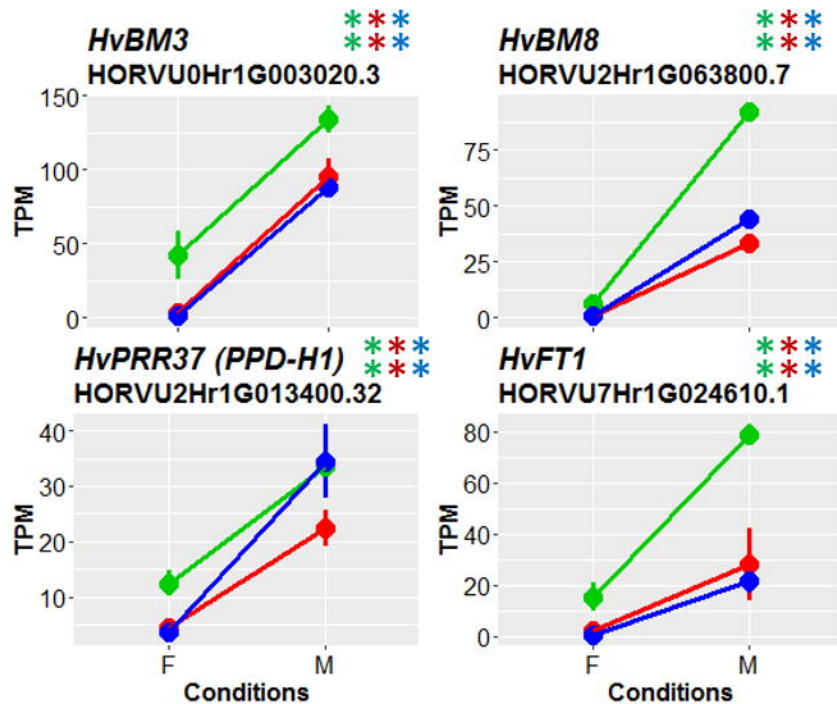 HvBM3
* * *
* * *
HORVU0Hr1G003020.3
150
100
50
0
TPM
HvBM8
* * *
* * *
HORVU2Hr1G063800.7
75
50
25
0
TPM
HvPRR37 (PPD-H1)
* * *
* * *
HORVU2Hr1G013400.32
40
30
20
10
TPM
F
M
Conditions
HvFT1
* * *
* * *
HORVU7Hr1G024610.1
80
60
40
20
0
TPM
F
M
Conditions